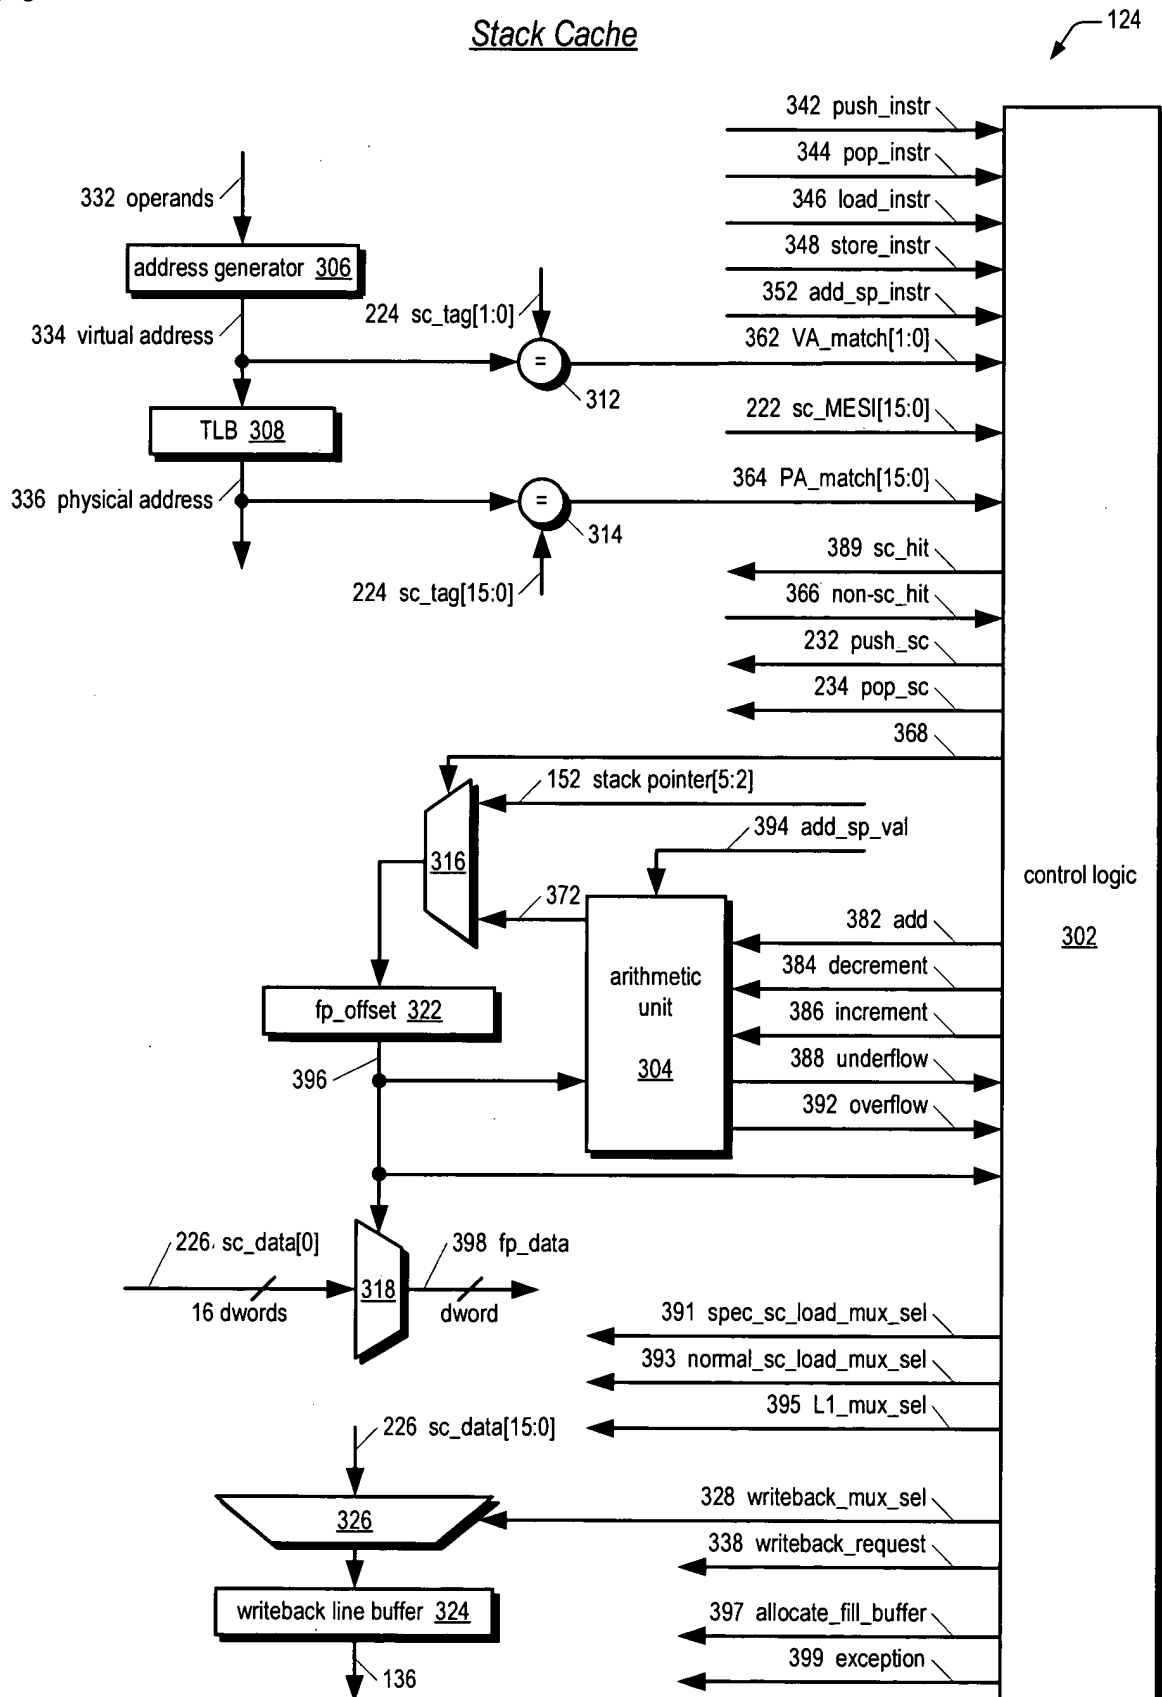 Stack Cache
124
342 push_instr
344 pop_instr
332 operands
346 load_instr
348 store_instr
address generator 306
352 add_sp_instr
224 sc_tag[1:0]
334 virtual address
362 VA_match[1:0]
=
312
222 sc_MESI[15:0]
TLB 308
364 PA_match[15:0]
336 physical address
=
314
389 sc_hit
224 sc_tag[15:0]
366 non-sc_hit
232 push_sc
234 pop_sc
368
152 stack pointer[5:2]
394 add_sp_val
316
control logic
302
372
382 add
384 decrement
arithmetic
unit
304
fp_offset 322
386 increment
388 underflow
396
392 overflow
226 sc_data[0]
398 fp_data
318
16 dwords
dword
391 spec_sc_load_mux_sel
393 normal_sc_load_mux_sel
395 L1_mux_sel
226 sc_data[15:0]
328 writeback_mux_sel
326
338 writeback_request
writeback line buffer 324
397 allocate_fill_buffer
399 exception
136